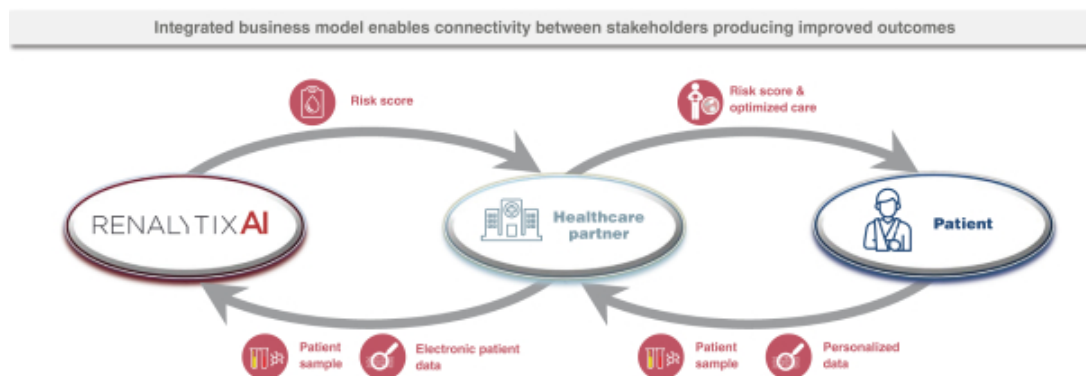 Integrated business model enables connectivity between stakeholders producing improved outcomes
Risk score
Risk score &
optimized care
RENALYTIX AI
Healthcare
partner
Patient
Patient
sample
Electronic patient
data
Patient
sample
Personalized
data